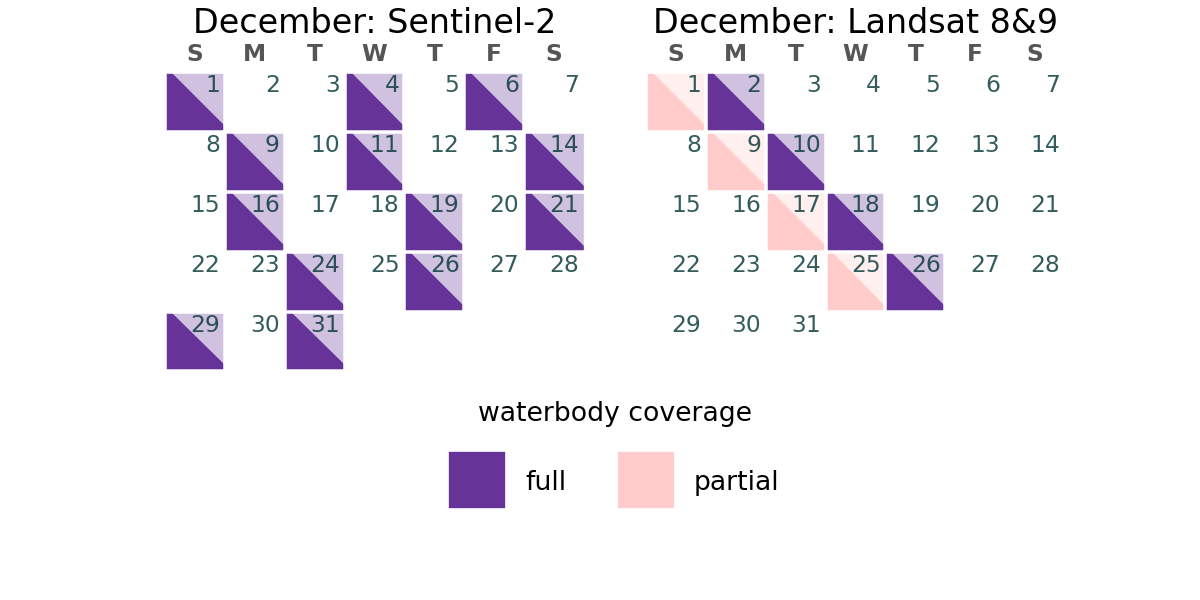 December: Sentinel-2
S M T W T F S
1 2 3 4 5 6 7
8 9 10 11 12 13 14
15 16 17 18 19 20 21
22 23 24 25 26 27 28
29 30 31
December: Landsat 8&9
S M T W T F S
1 2 3 4 5 6 7
8 9 10 11 12 13 14
15 16 17 18 19 20 21
22 23 24 25 26 27 28
29 30 31
waterbody coverage
full partial